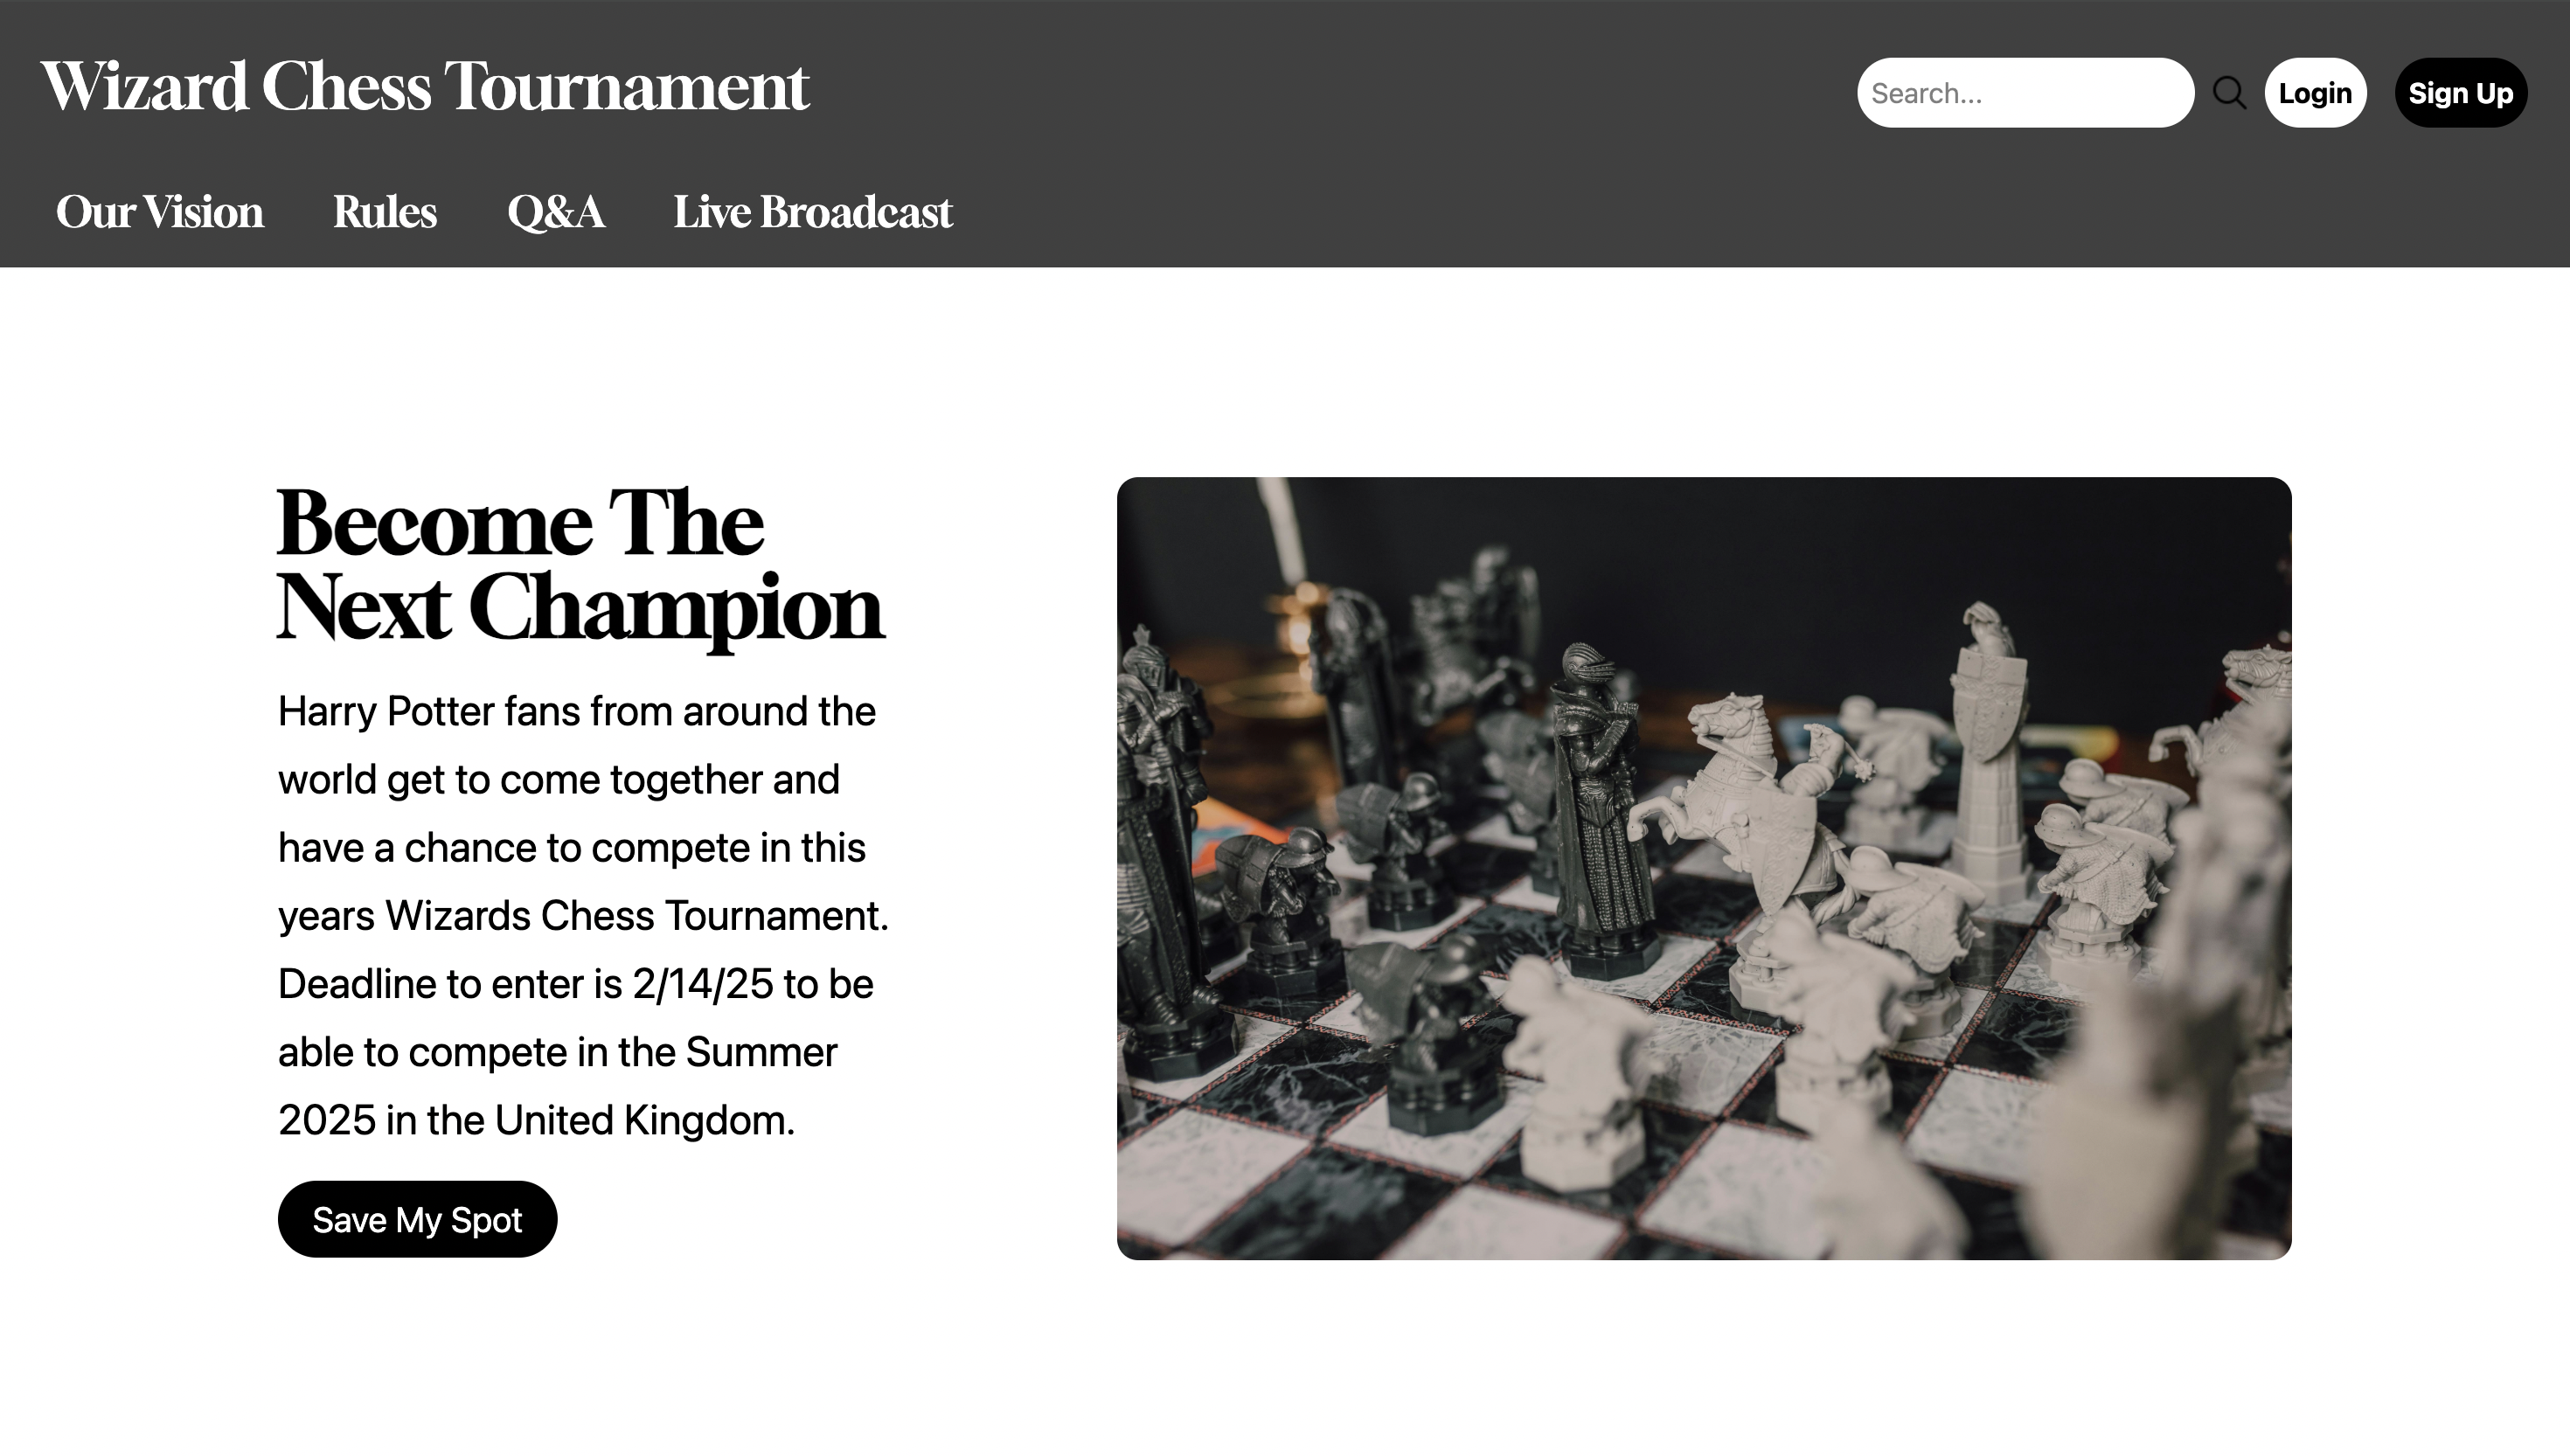 Wizard Chess Tournament
Search...
Login
Sign Up
Our Vision
Rules
Q&A
Live Broadcast
Become The
Next Champion
Harry Potter fans from around the
world get to come together and
have a chance to compete in this
years Wizards Chess Tournament.
Deadline to enter is 2/14/25 to be
able to compete in the Summer
2025 in the United Kingdom.
Save My Spot